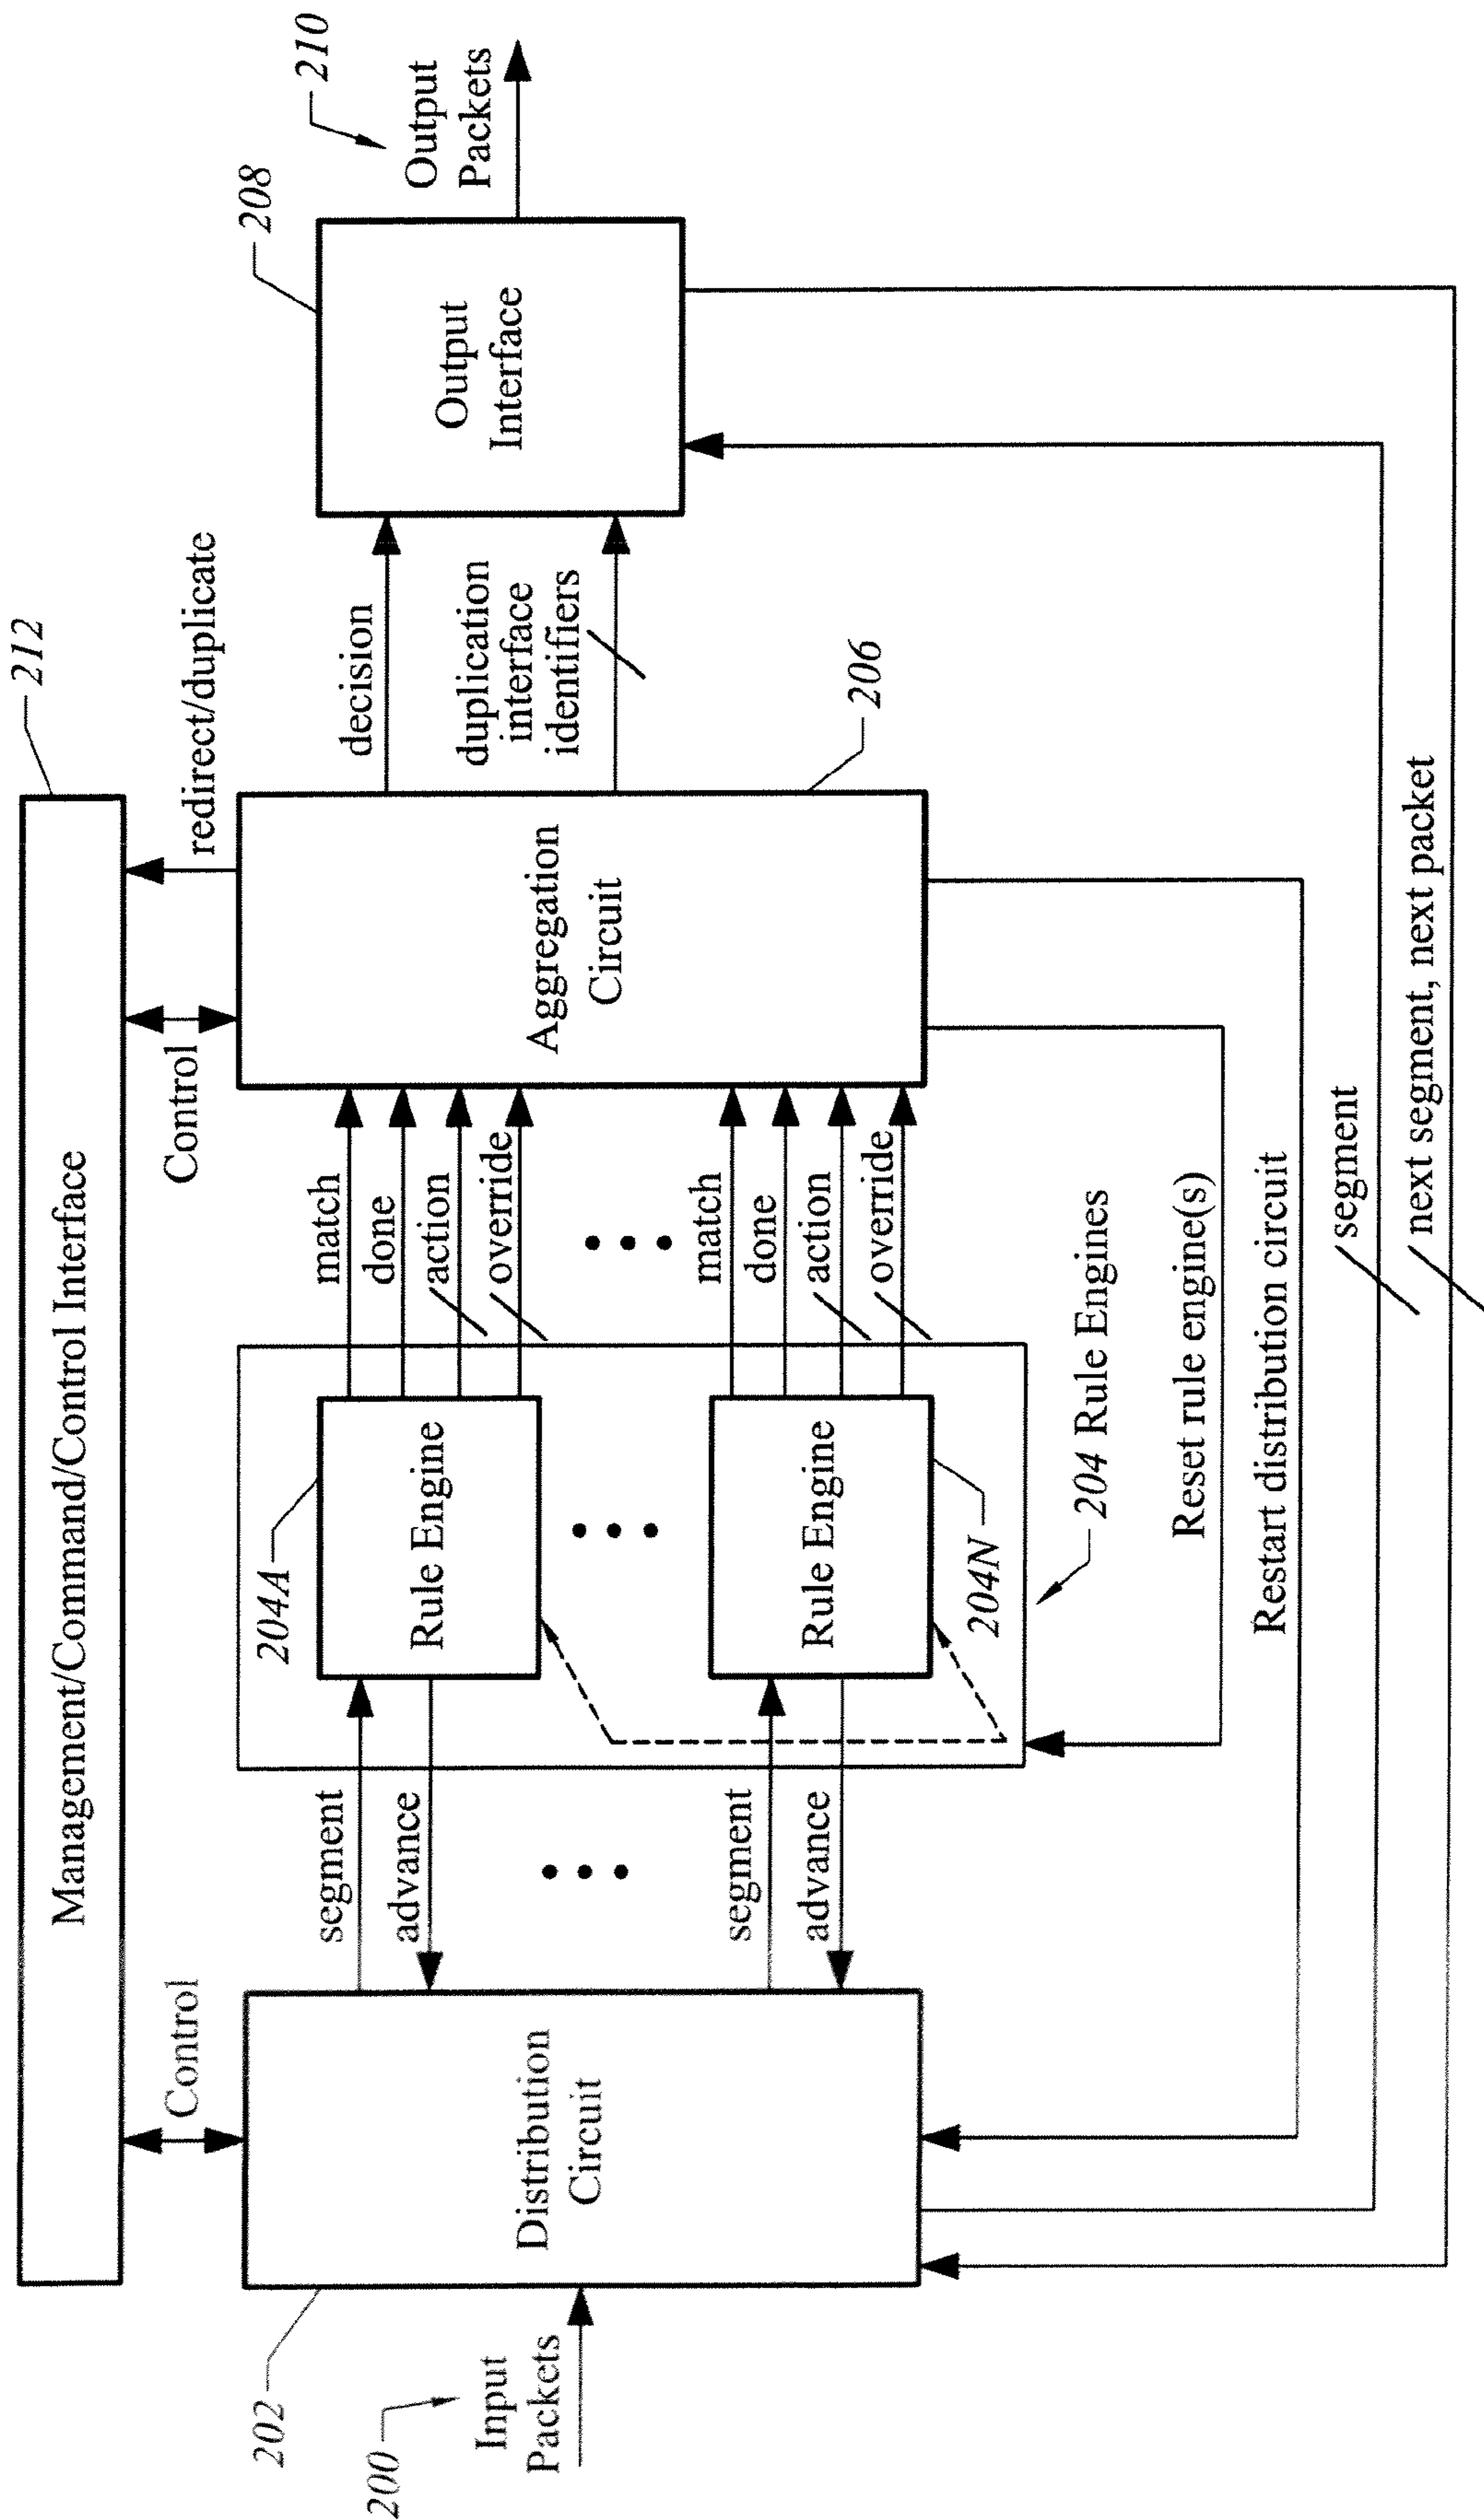 Management/Command/Control Interface
212
Control
Control
redirect/duplicate
200
Input
Packets
202
Distribution
Circuit
segment
advance
segment
advance
204A
Rule Engine
Rule Engine
204N
204 Rule Engines
match
done
action
override
match
done
action
override
Aggregation
Circuit
206
decision
duplication
interface
identifiers
208
Output
Interface
210
Output
Packets
Reset rule engine(s)
Restart distribution circuit
segment
next segment, next packet